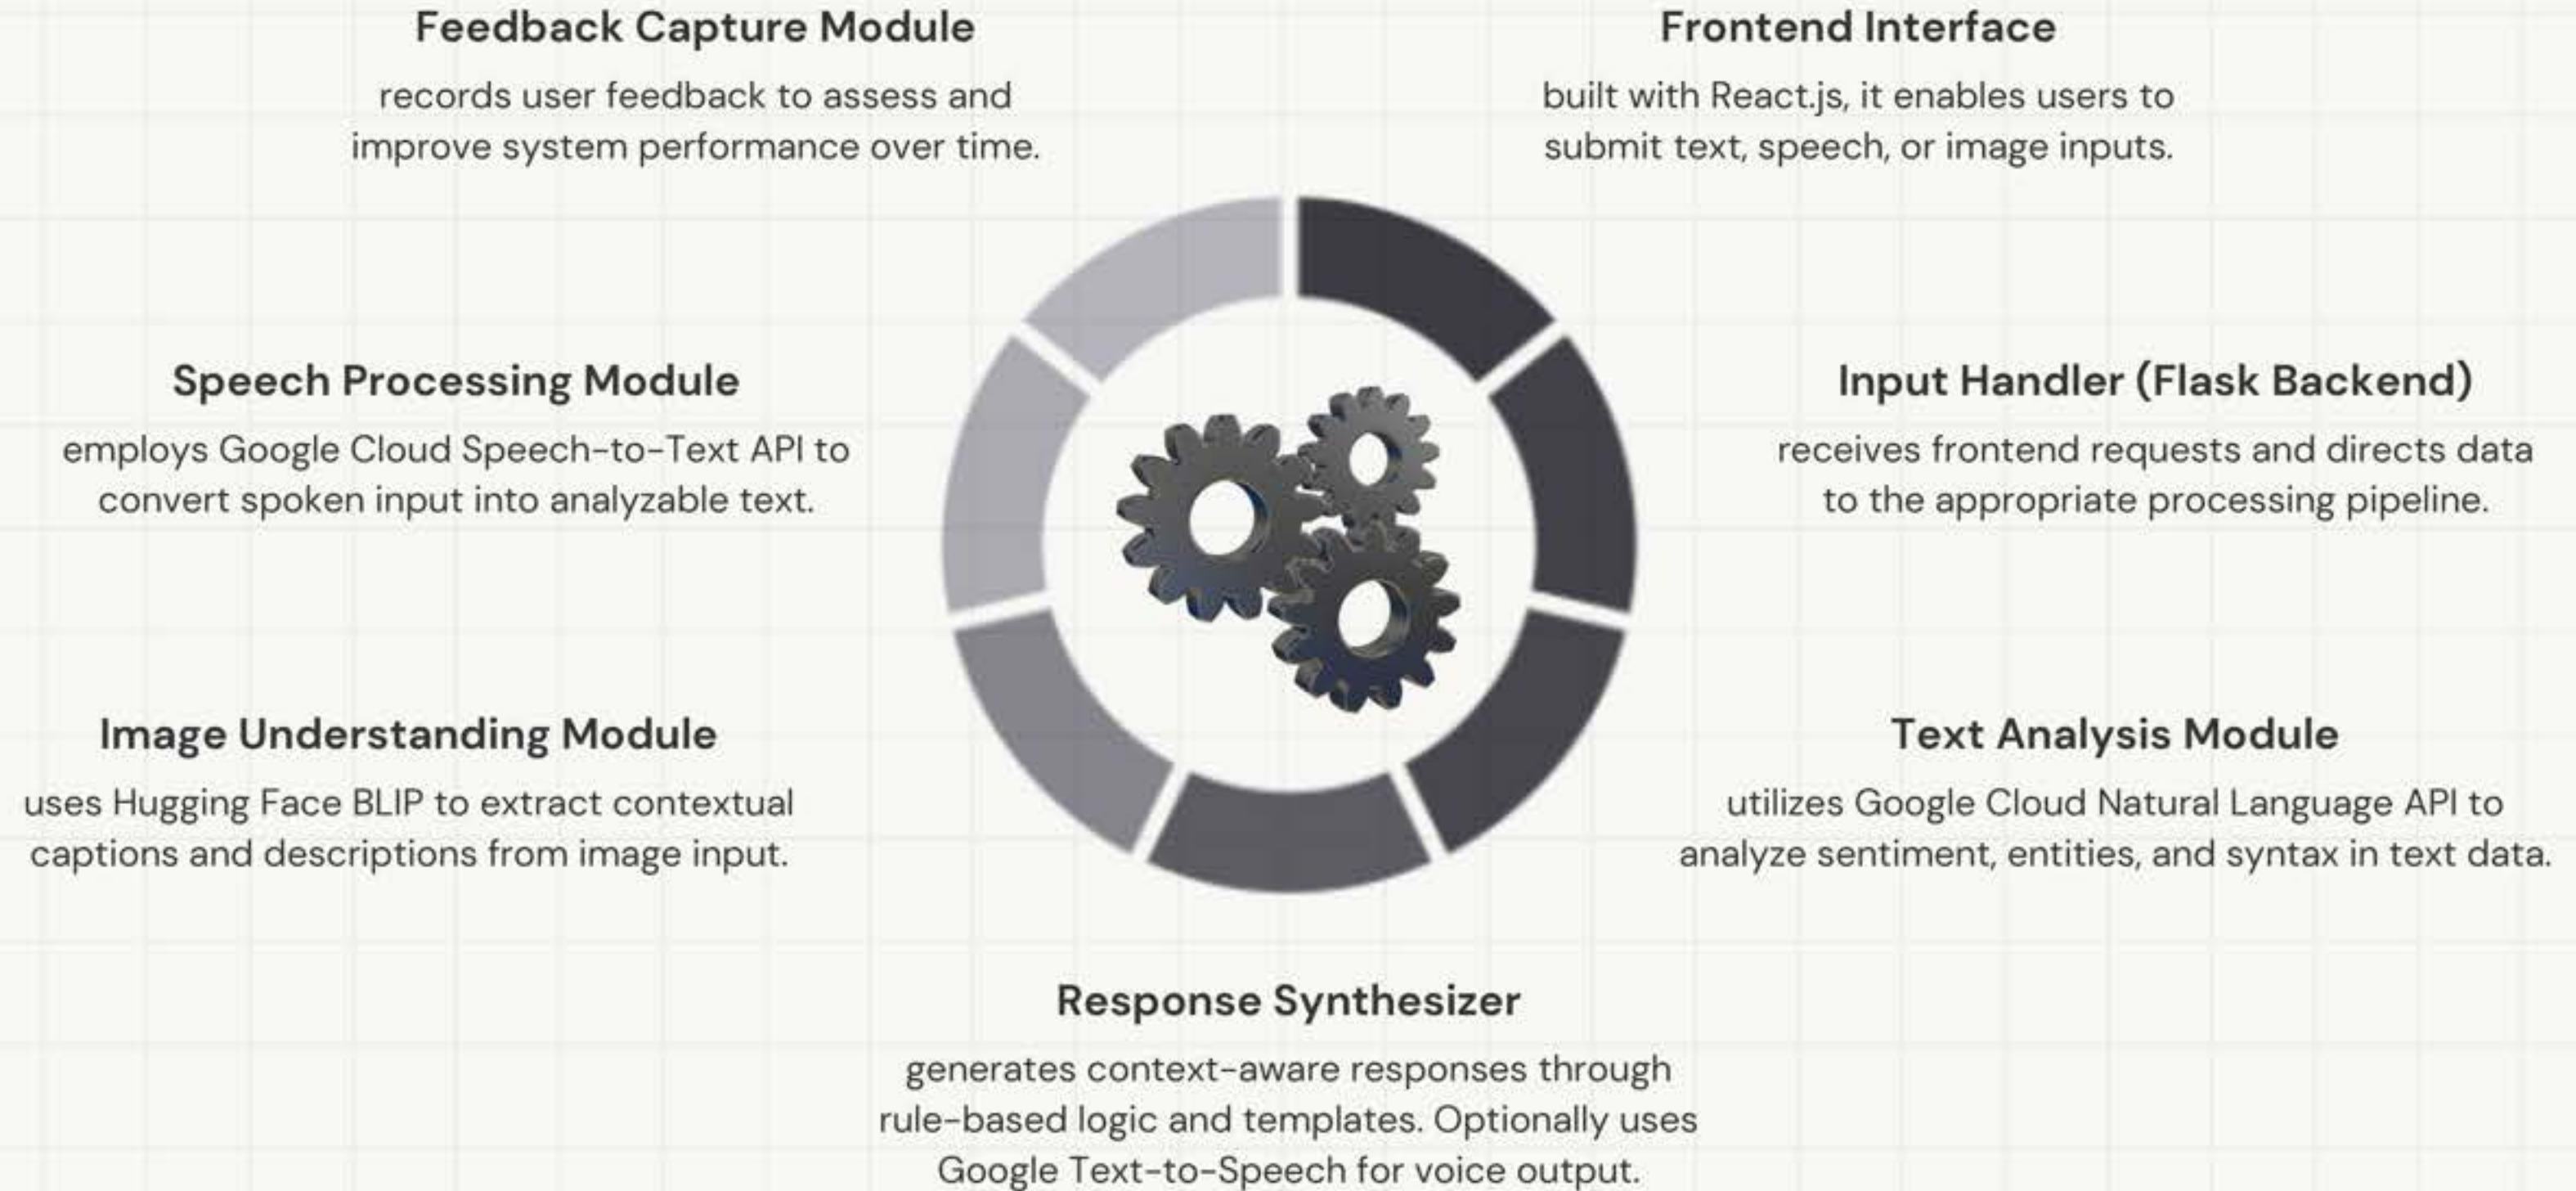 Feedback Capture Module
records user feedback to assess and
improve system performance over time.
Frontend Interface
built with React.js, it enables users to
submit text, speech, or image inputs.
Speech Processing Module
employs Google Cloud Speech-to-Text API to
convert spoken input into analyzable text.
Input Handler (Flask Backend)
receives frontend requests and directs data
to the appropriate processing pipeline.
Image Understanding Module
uses Hugging Face BLIP to extract contextual
captions and descriptions from image input.
Text Analysis Module
utilizes Google Cloud Natural Language API to
analyze sentiment, entities, and syntax in text data.
Response Synthesizer
generates context-aware responses through
rule-based logic and templates. Optionally uses
Google Text-to-Speech for voice output.